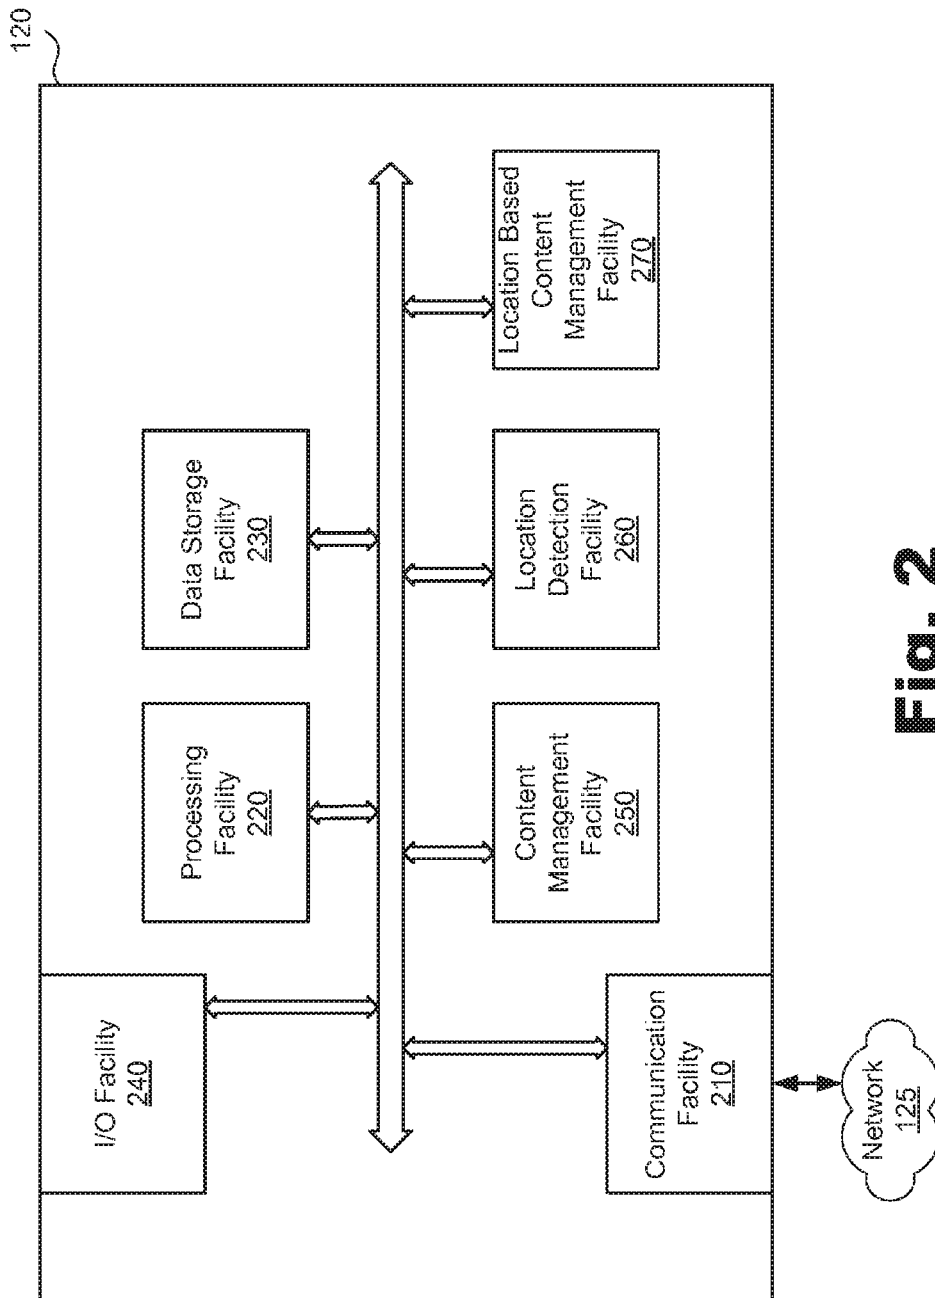 120
I/O Facility
240
Processing
Facility
220
Data Storage
Facility
230
Communication
Facility
210
Content
Management
Facility
250
Location
Detection
Facility
260
Location Based
Content
Management
Facility
270
Network
125
Fig. 2